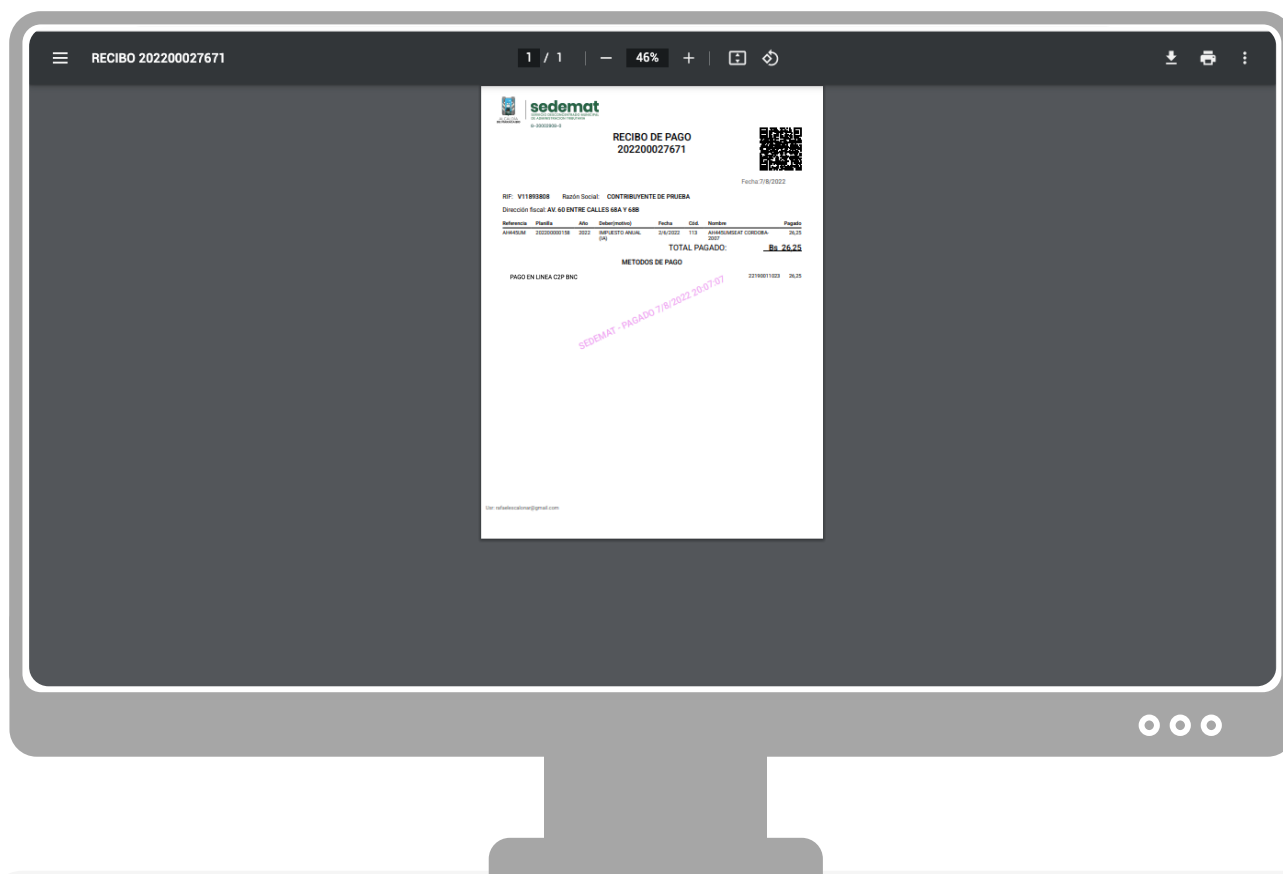 RECIBO 202200027671
1 / 1
46%
sedemat
RECIBO DE PAGO
202200027671
Fecha:7/8/2022
RIF: V11893808 Razón Social: CONTRIBUYENTE DE PRUEBA
Dirección fiscal: AV. 60 ENTRE CALLES 68A Y 68B
Referencia Planilla Año Deber(motivo) Fecha Cód. Nombre Pagado
AH445UM 202200000158 2022 IMPUESTO ANUAL 2/6/2022 113 AH445UMSEAT CORDOBA- 26,25
(IA) 2007
TOTAL PAGADO: Bs 26,25
METODOS DE PAGO
PAGO EN LINEA C2P BNC 22190011023 26,25
SEDEMAT - PAGADO 7/8/2022 20:07:07